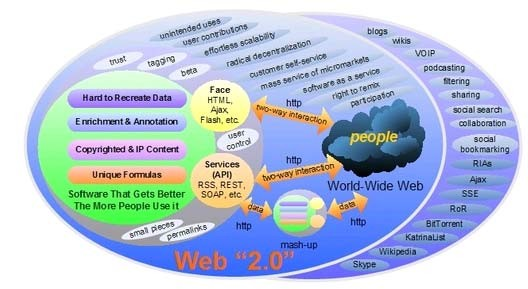 unintended uses
user contributions
effortless scalability
radical decentralization
customer self-service
mass service of micromarkets
software as a service
right to remix
participation
trust
tagging
beta
Hard to Recreate Data
Enrichment & Annotation
Copyrighted & IP Content
Unique Formulas
Software That Gets Better
The More People Use it
Face
HTML,
Ajax,
Flash, etc.
user
control
Services
(API)
RSS, REST,
SOAP, etc.
http
two-way interaction
http
two-way interaction
people
World-Wide Web
data
http
data
http
mash-up
small pieces
permalinks
Web "2.0"
blogs
wikis
VOIP
podcasting
filtering
sharing
social search
collaboration
social
bookmarking
RIAs
Ajax
SSE
RoR
BitTorrent
KatrinaList
Wikipedia
Skype